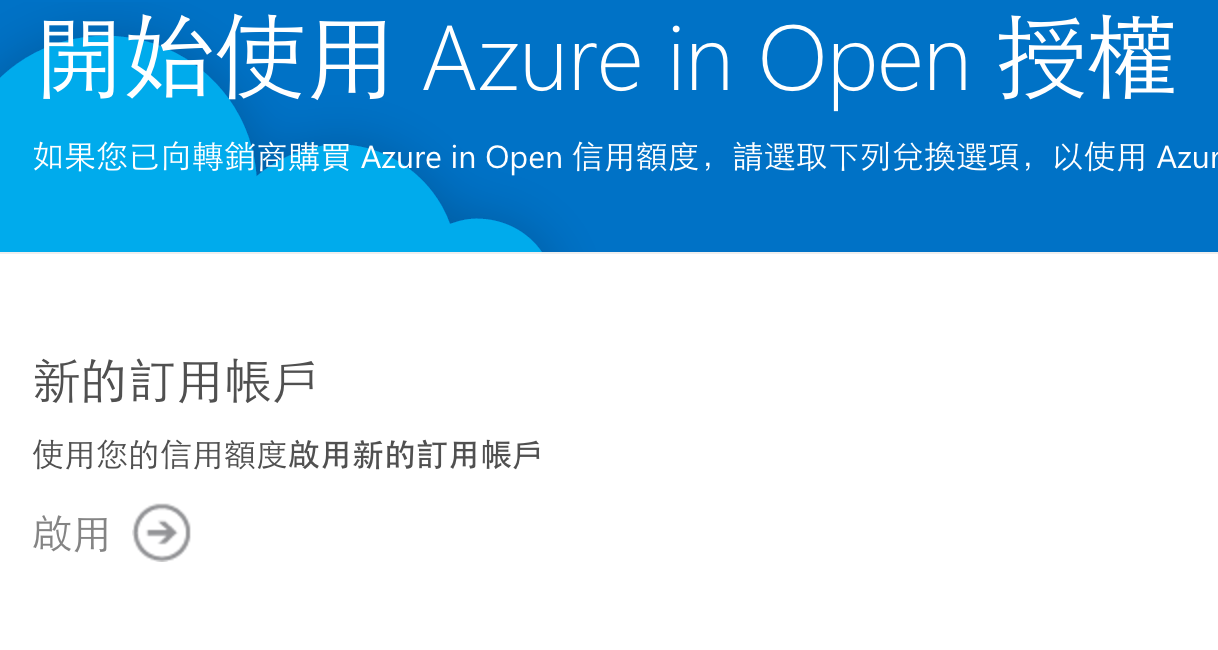 開始使用 Azure in Open 授權
如果您已向轉銷商購買 Azure in Open 信用額度，請選取下列兌換選項，以使用 Azur
新的訂用帳戶
使用您的信用額度啟用新的訂用帳戶
啟用